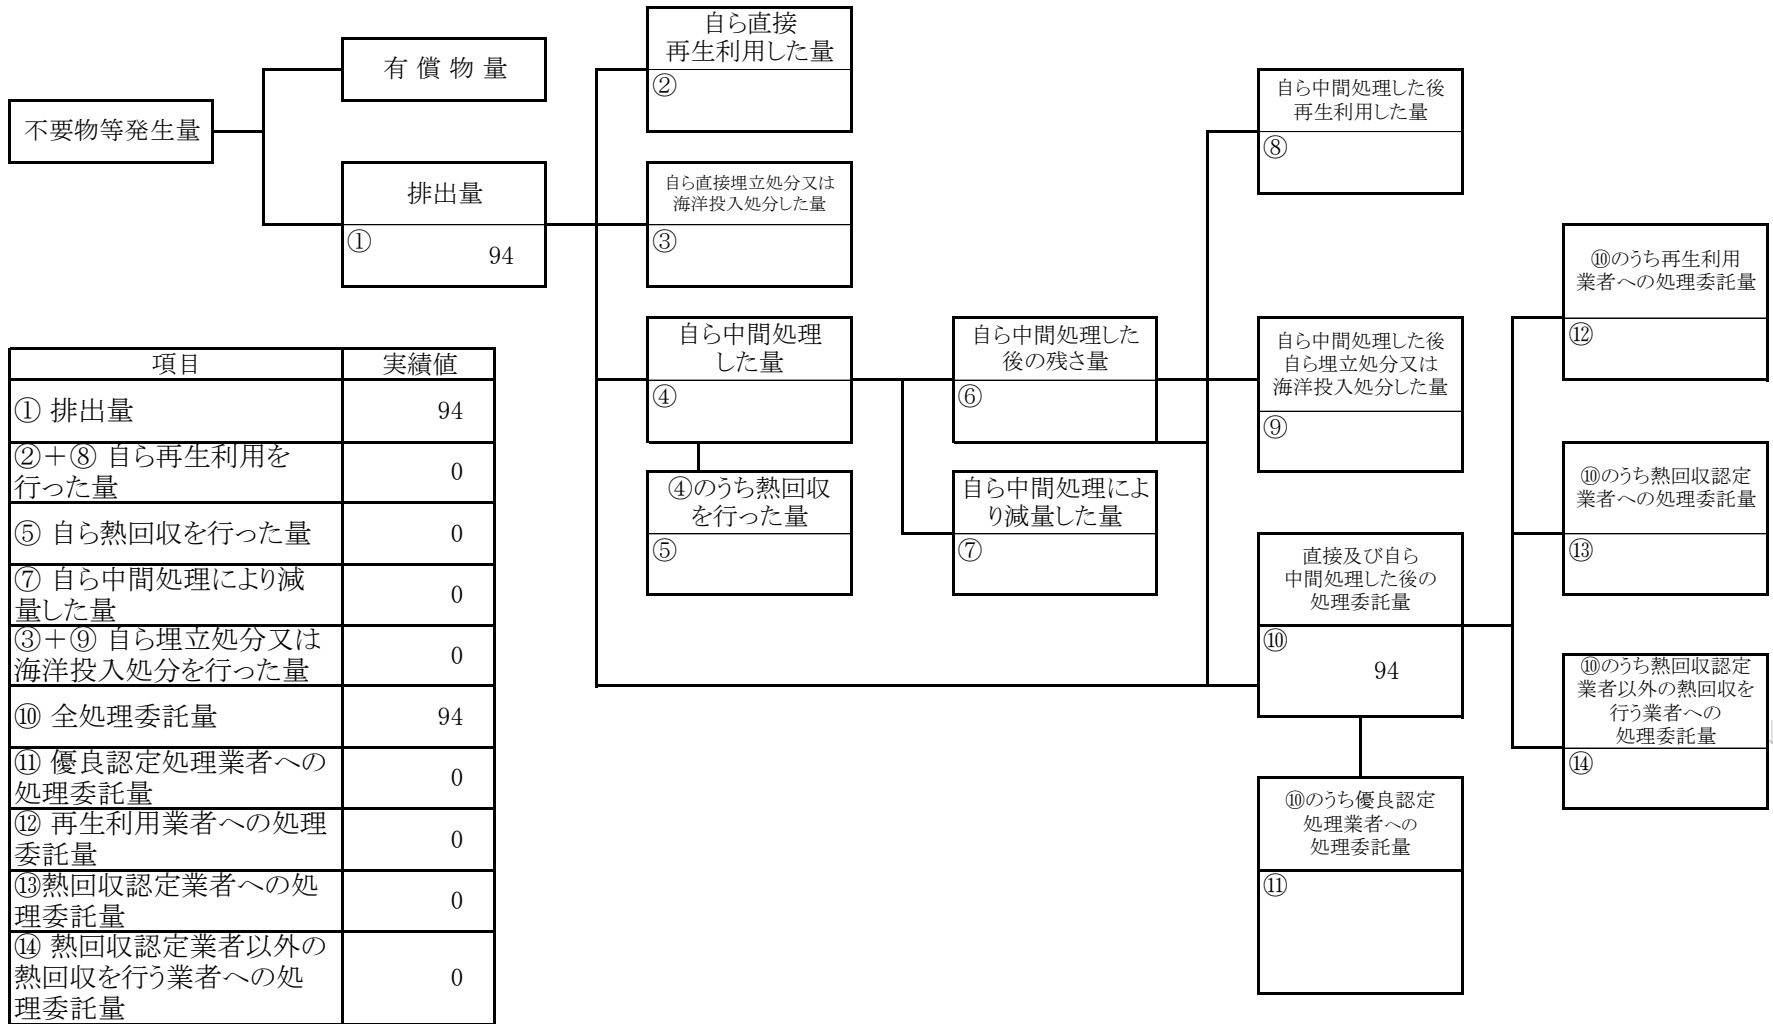 不要物等発生量
有 償 物 量
排出量
①
94
自ら直接
再生利用した量
②
自ら直接埋立処分又は
海洋投入処分した量
③
自ら中間処理
した量
④
④のうち熱回収
を行った量
⑤
自ら中間処理した
後の残さ量
⑥
自ら中間処理によ
り減量した量
⑦
自ら中間処理した後
再生利用した量
⑧
自ら中間処理した後
自ら埋立処分又は
海洋投入処分した量
⑨
直接及び自ら
中間処理した後の
処理委託量
⑩
94
⑩のうち優良認定
処理業者への
処理委託量
⑪
⑩のうち再生利用
業者への処理委託量
⑫
⑩のうち熱回収認定
業者への処理委託量
⑬
⑩のうち熱回収認定
業者以外の熱回収を
行う業者への
処理委託量
⑭
項目 実績値
① 排出量 94
②＋⑧ 自ら再生利用を
行った量 0
⑤ 自ら熱回収を行った量 0
⑦ 自ら中間処理により減
量した量 0
③＋⑨ 自ら埋立処分又は
海洋投入処分を行った量 0
⑩ 全処理委託量 94
⑪ 優良認定処理業者への
処理委託量 0
⑫ 再生利用業者への処理
委託量 0
⑬熱回収認定業者への処
理委託量 0
⑭ 熱回収認定業者以外の
熱回収を行う業者への処
理委託量 0